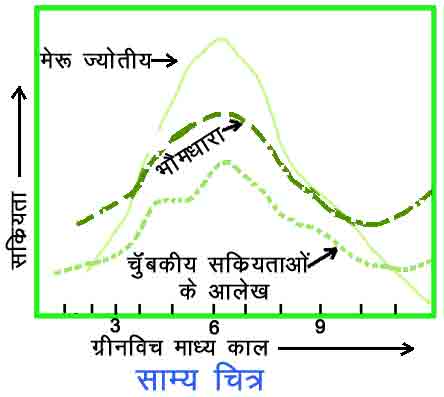 मेरू ज्योतीय
भौमधारा
सकियता
चुॅंबकीय सकियताओं
के आलेख
3 6 9
ग्रीनविच माध्य काल
साम्य चित्र